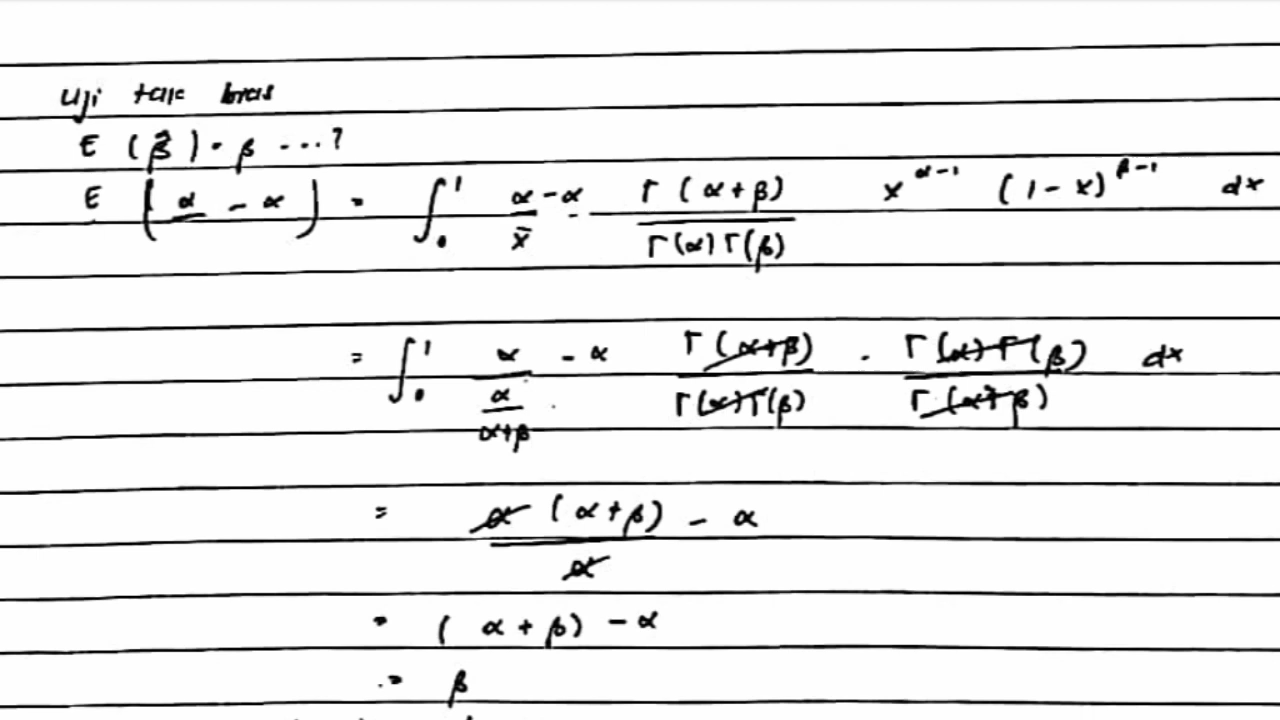 Uji tak bias
E (β̂) = β ...?
E (α/ - α) = ∫₀¹ α/x̄ - α · Γ(α+β)/Γ(α)Γ(β) x^(α-1) (1-x)^(β-1) dx
= ∫₀¹ α/(α/(α+β)) - α Γ(α+β)/Γ(α)Γ(β) · Γ(α)Γ(β)/Γ(α+β) dx
= α(α+β)/α - α
= (α+β) - α
= β